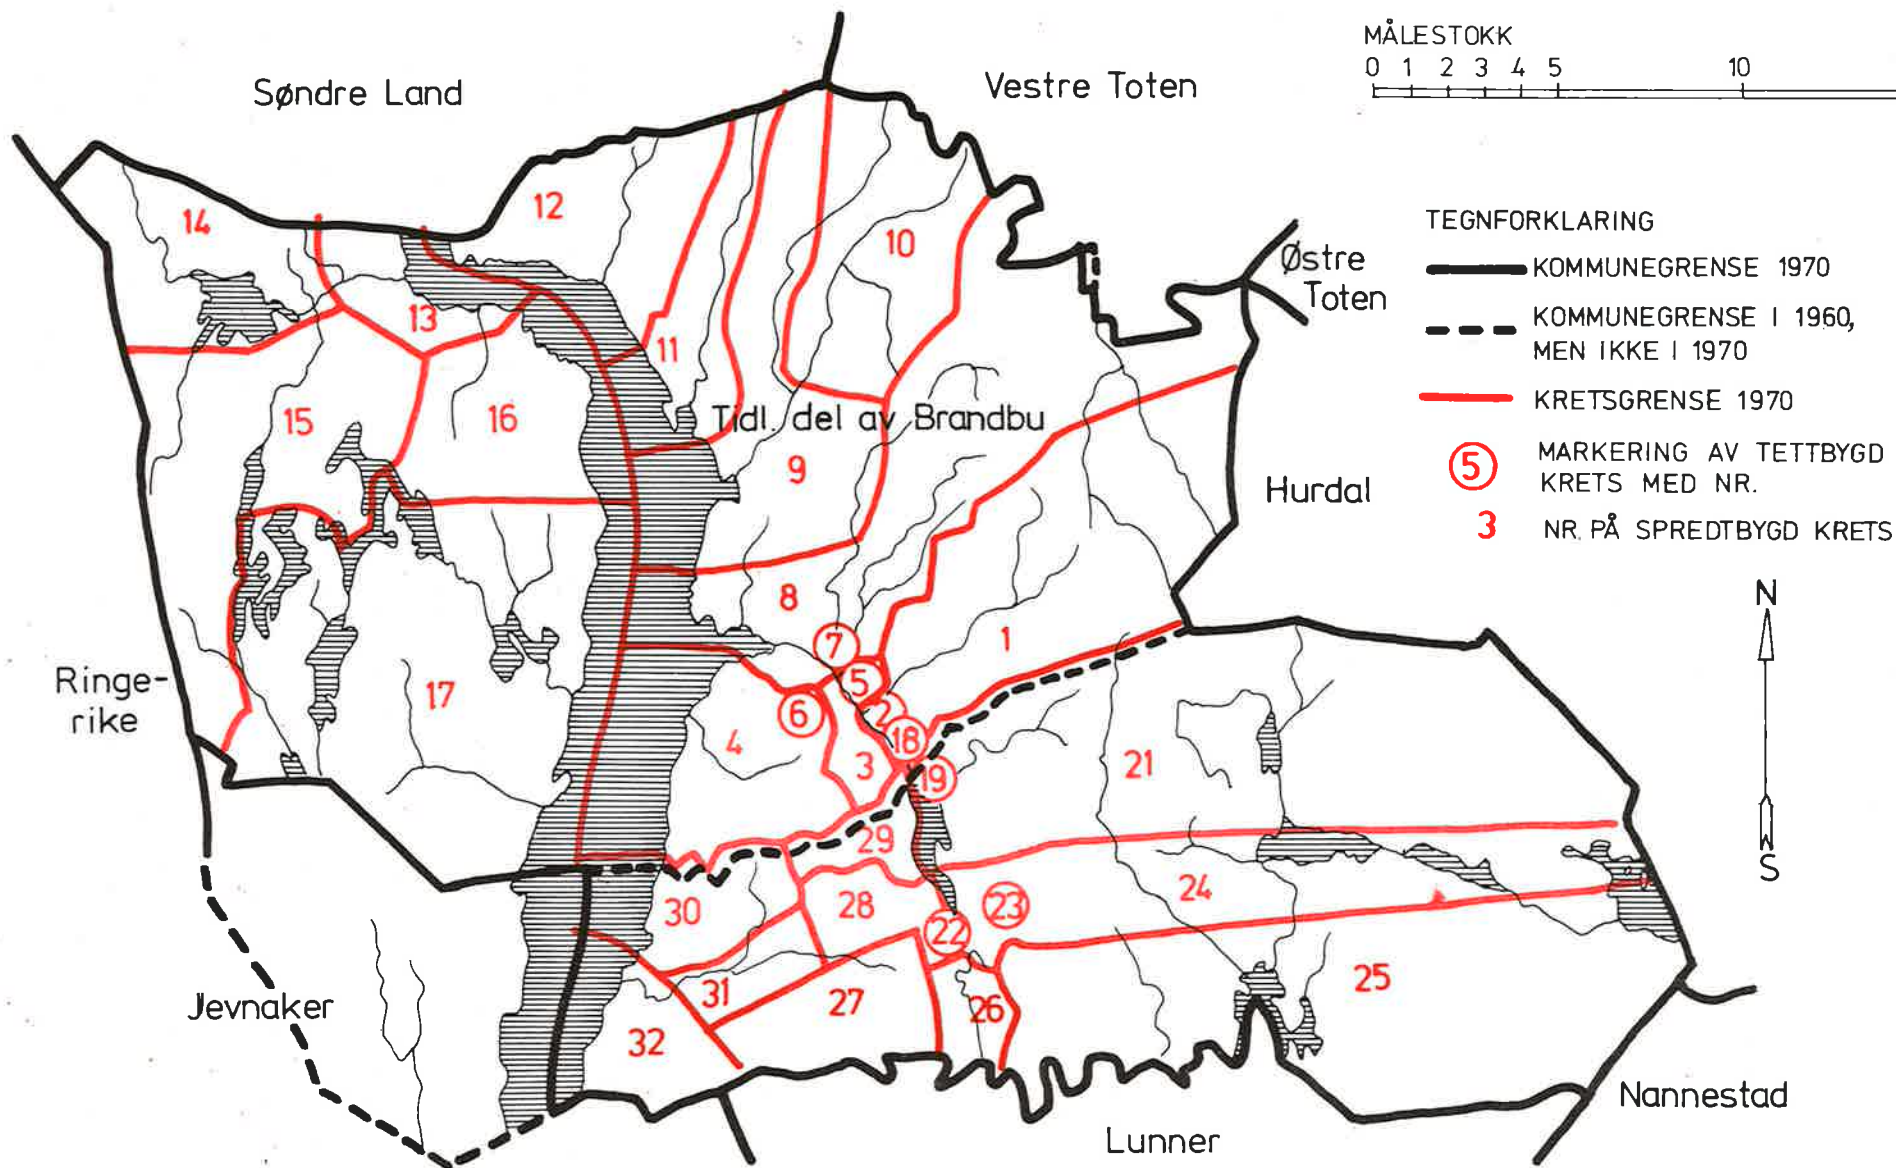 MÅLESTOKK
0 1 2 3 4 5 10
Søndre Land
Vestre Toten
TEGNFORKLARING
KOMMUNEGRENSE 1970
KOMMUNEGRENSE I 1960,
MEN IKKE I 1970
KRETSGRENSE 1970
5 MARKERING AV TETTBYGD
KRETS MED NR.
3 NR. PÅ SPREDTBYGD KRETS
Østre
Toten
14
12
10
13
11
15
16
Tidl. del av Brandbu
9
Hurdal
8
1
7
5
6
2
18
19
3
4
17
Ringe-
rike
21
N
S
29
30
28
24
23
22
25
31
27
26
32
Jevnaker
Nannestad
Lunner